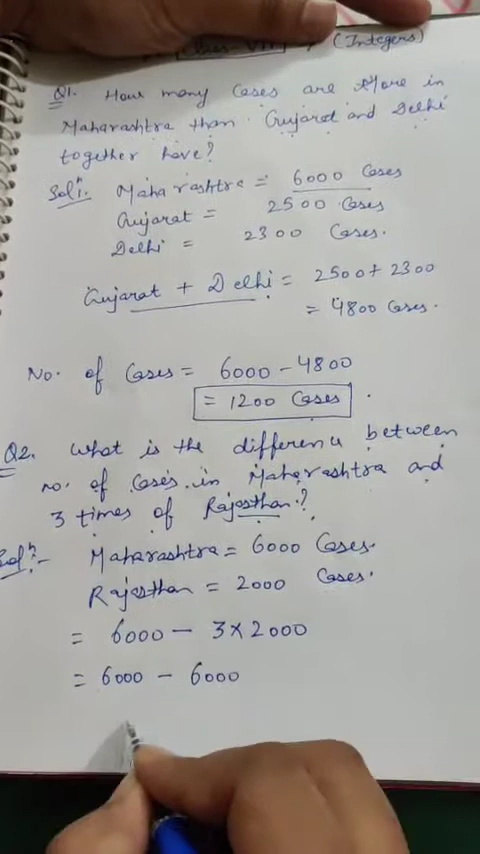 (Integers)
Q1. How many Cases are More in
Maharashtra than Gujarat and Delhi
together have?
Solⁿ. Maharashtra = 6000 Cases
Gujarat = 2500 Cases
Delhi = 2300 Cases.
Gujarat + Delhi = 2500 + 2300
= 4800 Cases.
No. of Cases = 6000 - 4800
= 1200 Cases
Q2. What is the difference between
no. of Cases in Maharashtra and
3 times of Rajasthan?
Solⁿ:- Maharashtra = 6000 Cases.
Rajasthan = 2000 Cases.
= 6000 - 3 × 2000
= 6000 - 6000